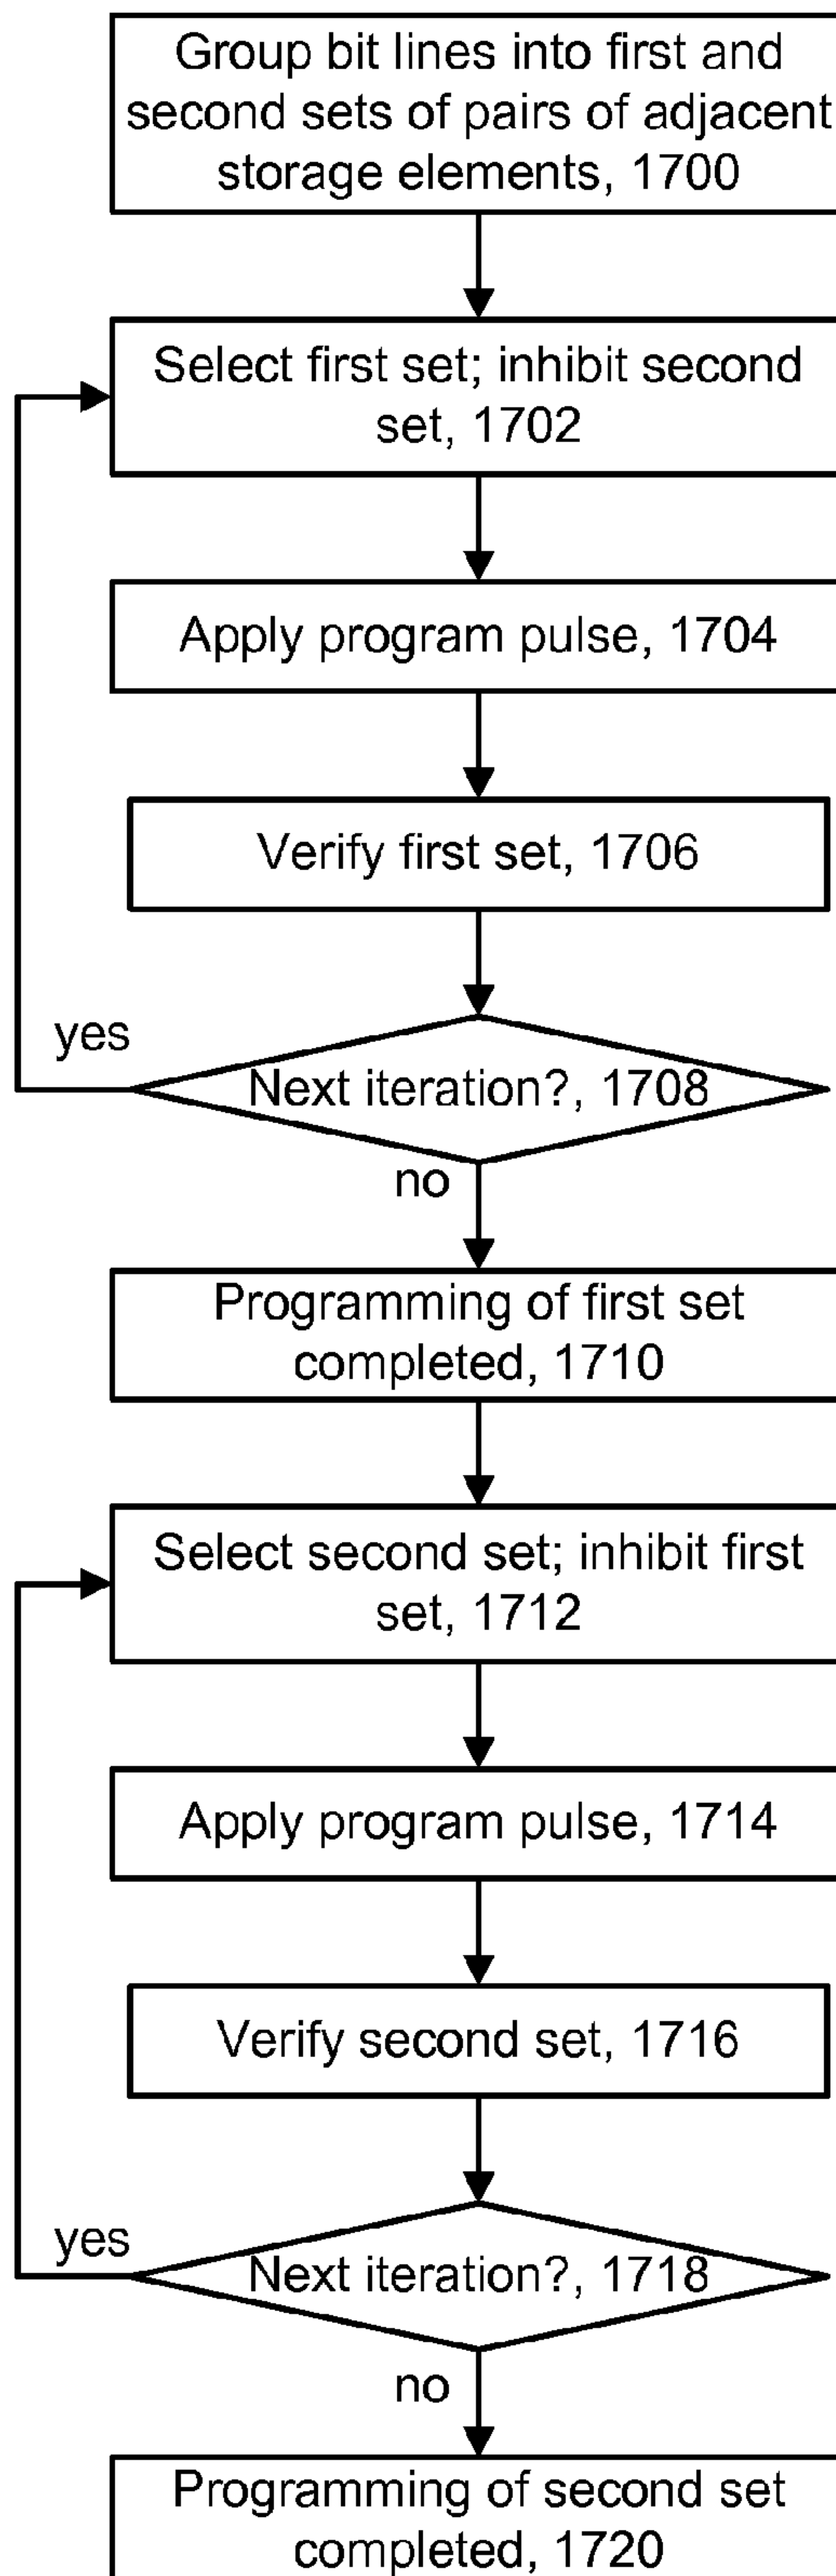 Group bit lines into first and
second sets of pairs of adjacent
storage elements, 1700
Select first set; inhibit second
set, 1702
Apply program pulse, 1704
Verify first set, 1706
yes
Next iteration?, 1708
no
Programming of first set
completed, 1710
Select second set; inhibit first
set, 1712
Apply program pulse, 1714
Verify second set, 1716
yes
Next iteration?, 1718
no
Programming of second set
completed, 1720